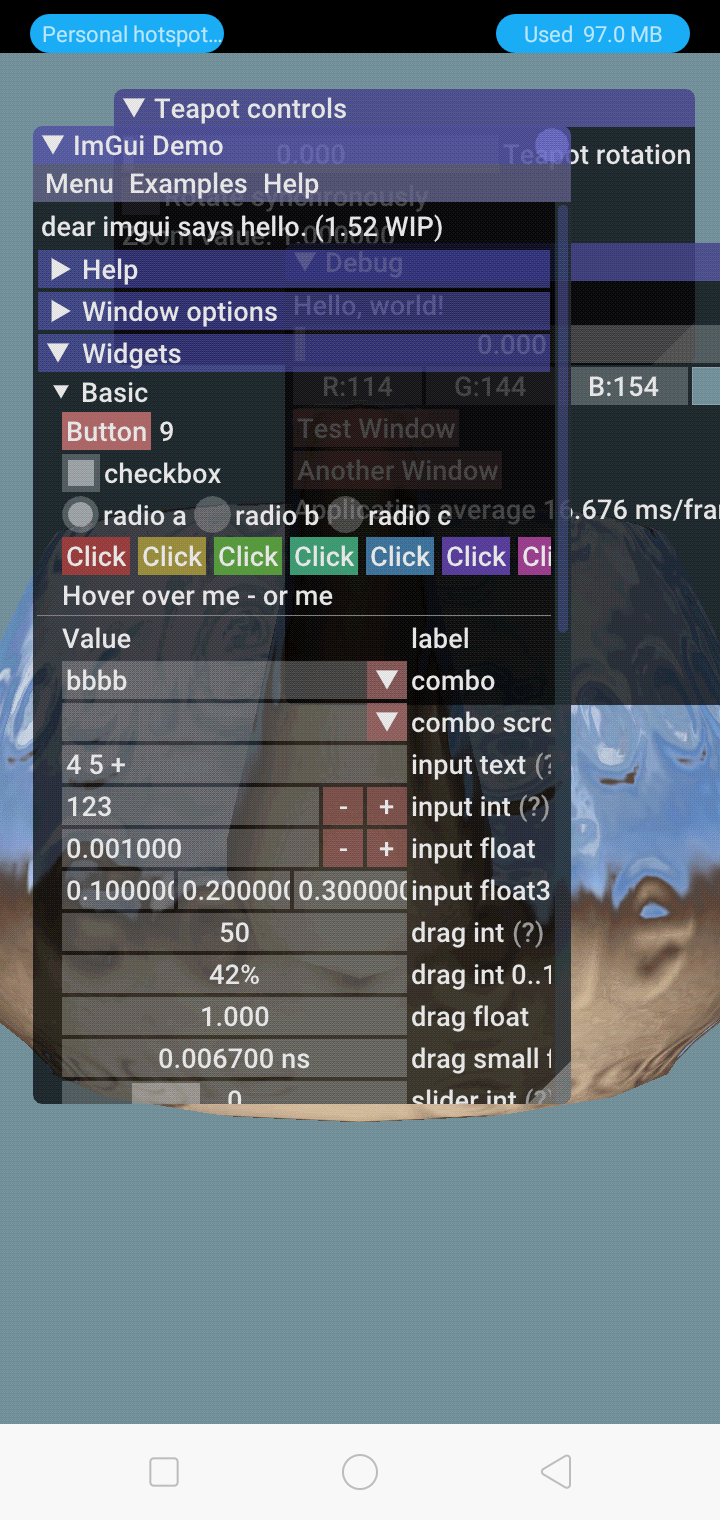 Personal hotspot… Used 97.0 MB
Teapot controls
ImGui Demo
0.000 Teapot rotation
Menu Examples Help
Rotate synchronously
dear imgui says hello. (1.52 WIP)
Zoom value: 1.000000
Debug
Help
Hello, world!
Window options
0.000
Widgets
R:114 G:144 B:154
Basic
Test Window
Button 9
Another Window
checkbox
Application average 16.676 ms/fra
radio a radio b radio c
Click Click Click Click Click Click Cli
Hover over me - or me
Value label
bbbb combo
combo scro
4 5 + input text (?
123 - + input int (?)
0.001000 - + input float
0.100000 0.200000 0.300000 input float3
50 drag int (?)
42% drag int 0..1
1.000 drag float
0.006700 ns drag small f
0 slider int (?)